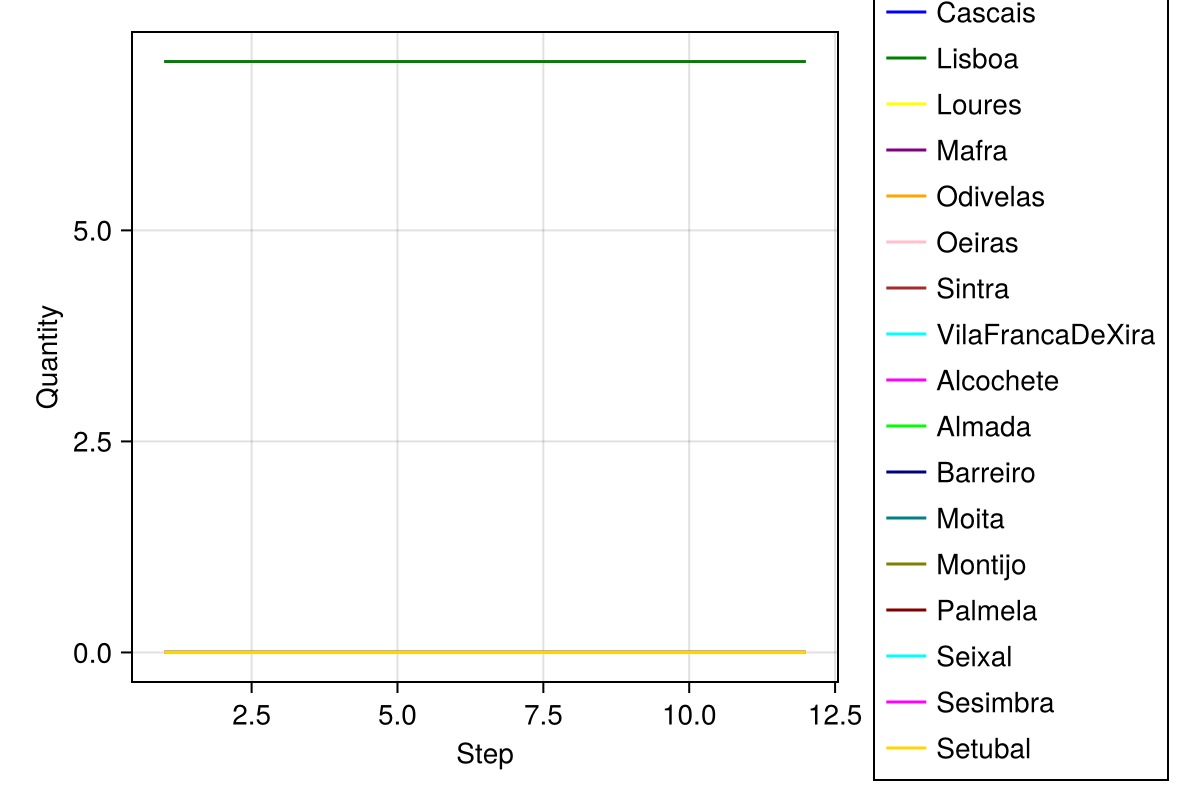 Quantity
5.0
2.5
0.0
2.5
5.0
7.5
10.0
12.5
Step
Cascais
Lisboa
Loures
Mafra
Odivelas
Oeiras
Sintra
VilaFrancaDeXira
Alcochete
Almada
Barreiro
Moita
Montijo
Palmela
Seixal
Sesimbra
Setubal